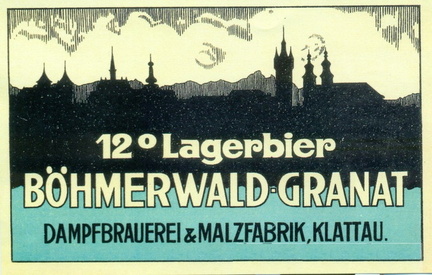 12° Lagerbier
BÖHMERWALD-GRANAT
DAMPFBRAUEREI & MALZFABRIK, KLATTAU.